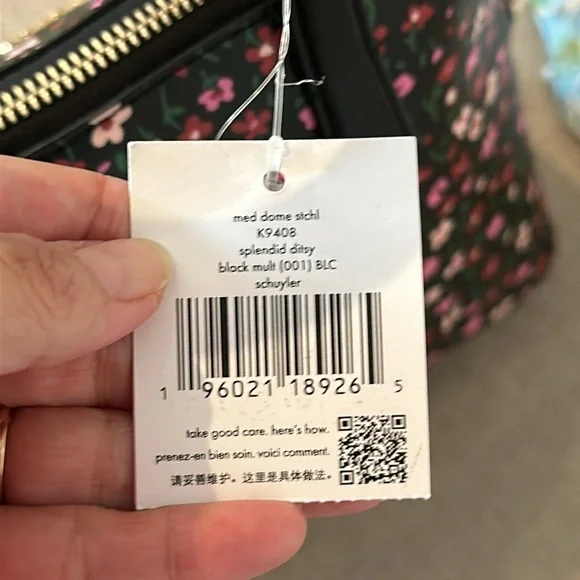 med dome stchl
K9408
splendid ditsy
black mult (001) BLC
schuyler
1 96021 18926 5
take good care. here's how.
prenez-en bien soin. voici comment.
请妥善维护。这里是具体做法。